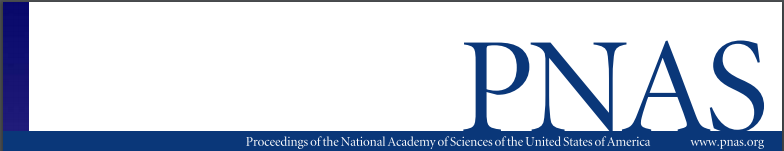 PNAS
Proceedings of the National Academy of Sciences of the United States of America www.pnas.org